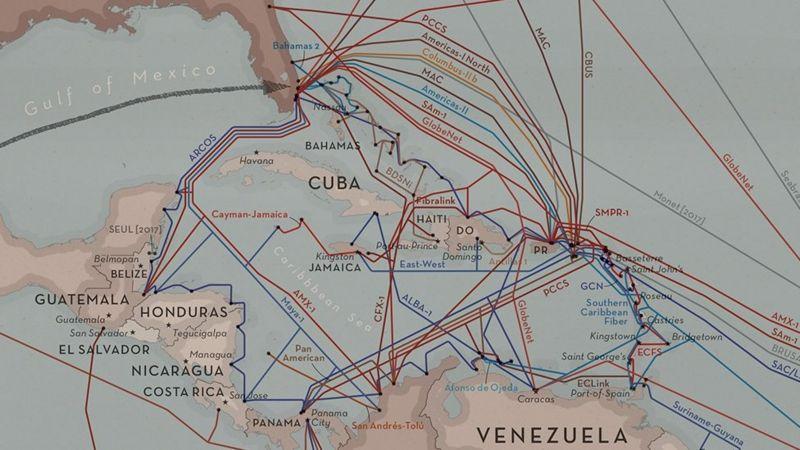 PCCS
MAC
CBUS
Bahamas 2
Americas-I North
Columbus-II b
MAC
Americas-II
SAm-1
GlobeNet
Gulf of Mexico
Nassau
ARCOS
BAHAMAS
Havana
CUBA
BDSNi
GlobeNet
Seabra
Monet [2017]
Fibralink
SMPR-1
Cayman-Jamaica
HAITI
DO
PR
SEUL [2017]
Belmopan
BELIZE
Kingston
JAMAICA
Port-au-Prince
Santo
Domingo
Antillas 1
East-West
Basseterre
Saint John's
Caribbean Sea
GCN
Roseau
PCCS
GUATEMALA
HONDURAS
Guatemala
San Salvador
Tegucigalpa
EL SALVADOR
Maya-1
AMX-1
CFX-1
ALBA-1
GlobeNet
Southern
Caribbean
Fiber
Castries
Kingstown
Bridgetown
AMX-1
SAm-1
BRUSA
SAC/L
Managua
NICARAGUA
COSTA RICA
San Jose
Pan
American
Saint George's
ECFS
Alfonso de Ojeda
Caracas
ECLink
Port-of-Spain
PANAMA
Panama
City
San Andrés-Tolú
VENEZUELA
Suriname-Guyana